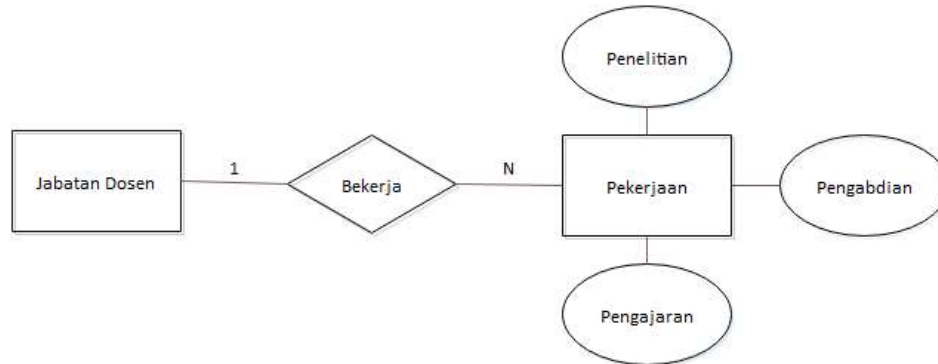 Penelitian
Jabatan Dosen
1
Bekerja
N
Pekerjaan
Pengabdian
Pengajaran